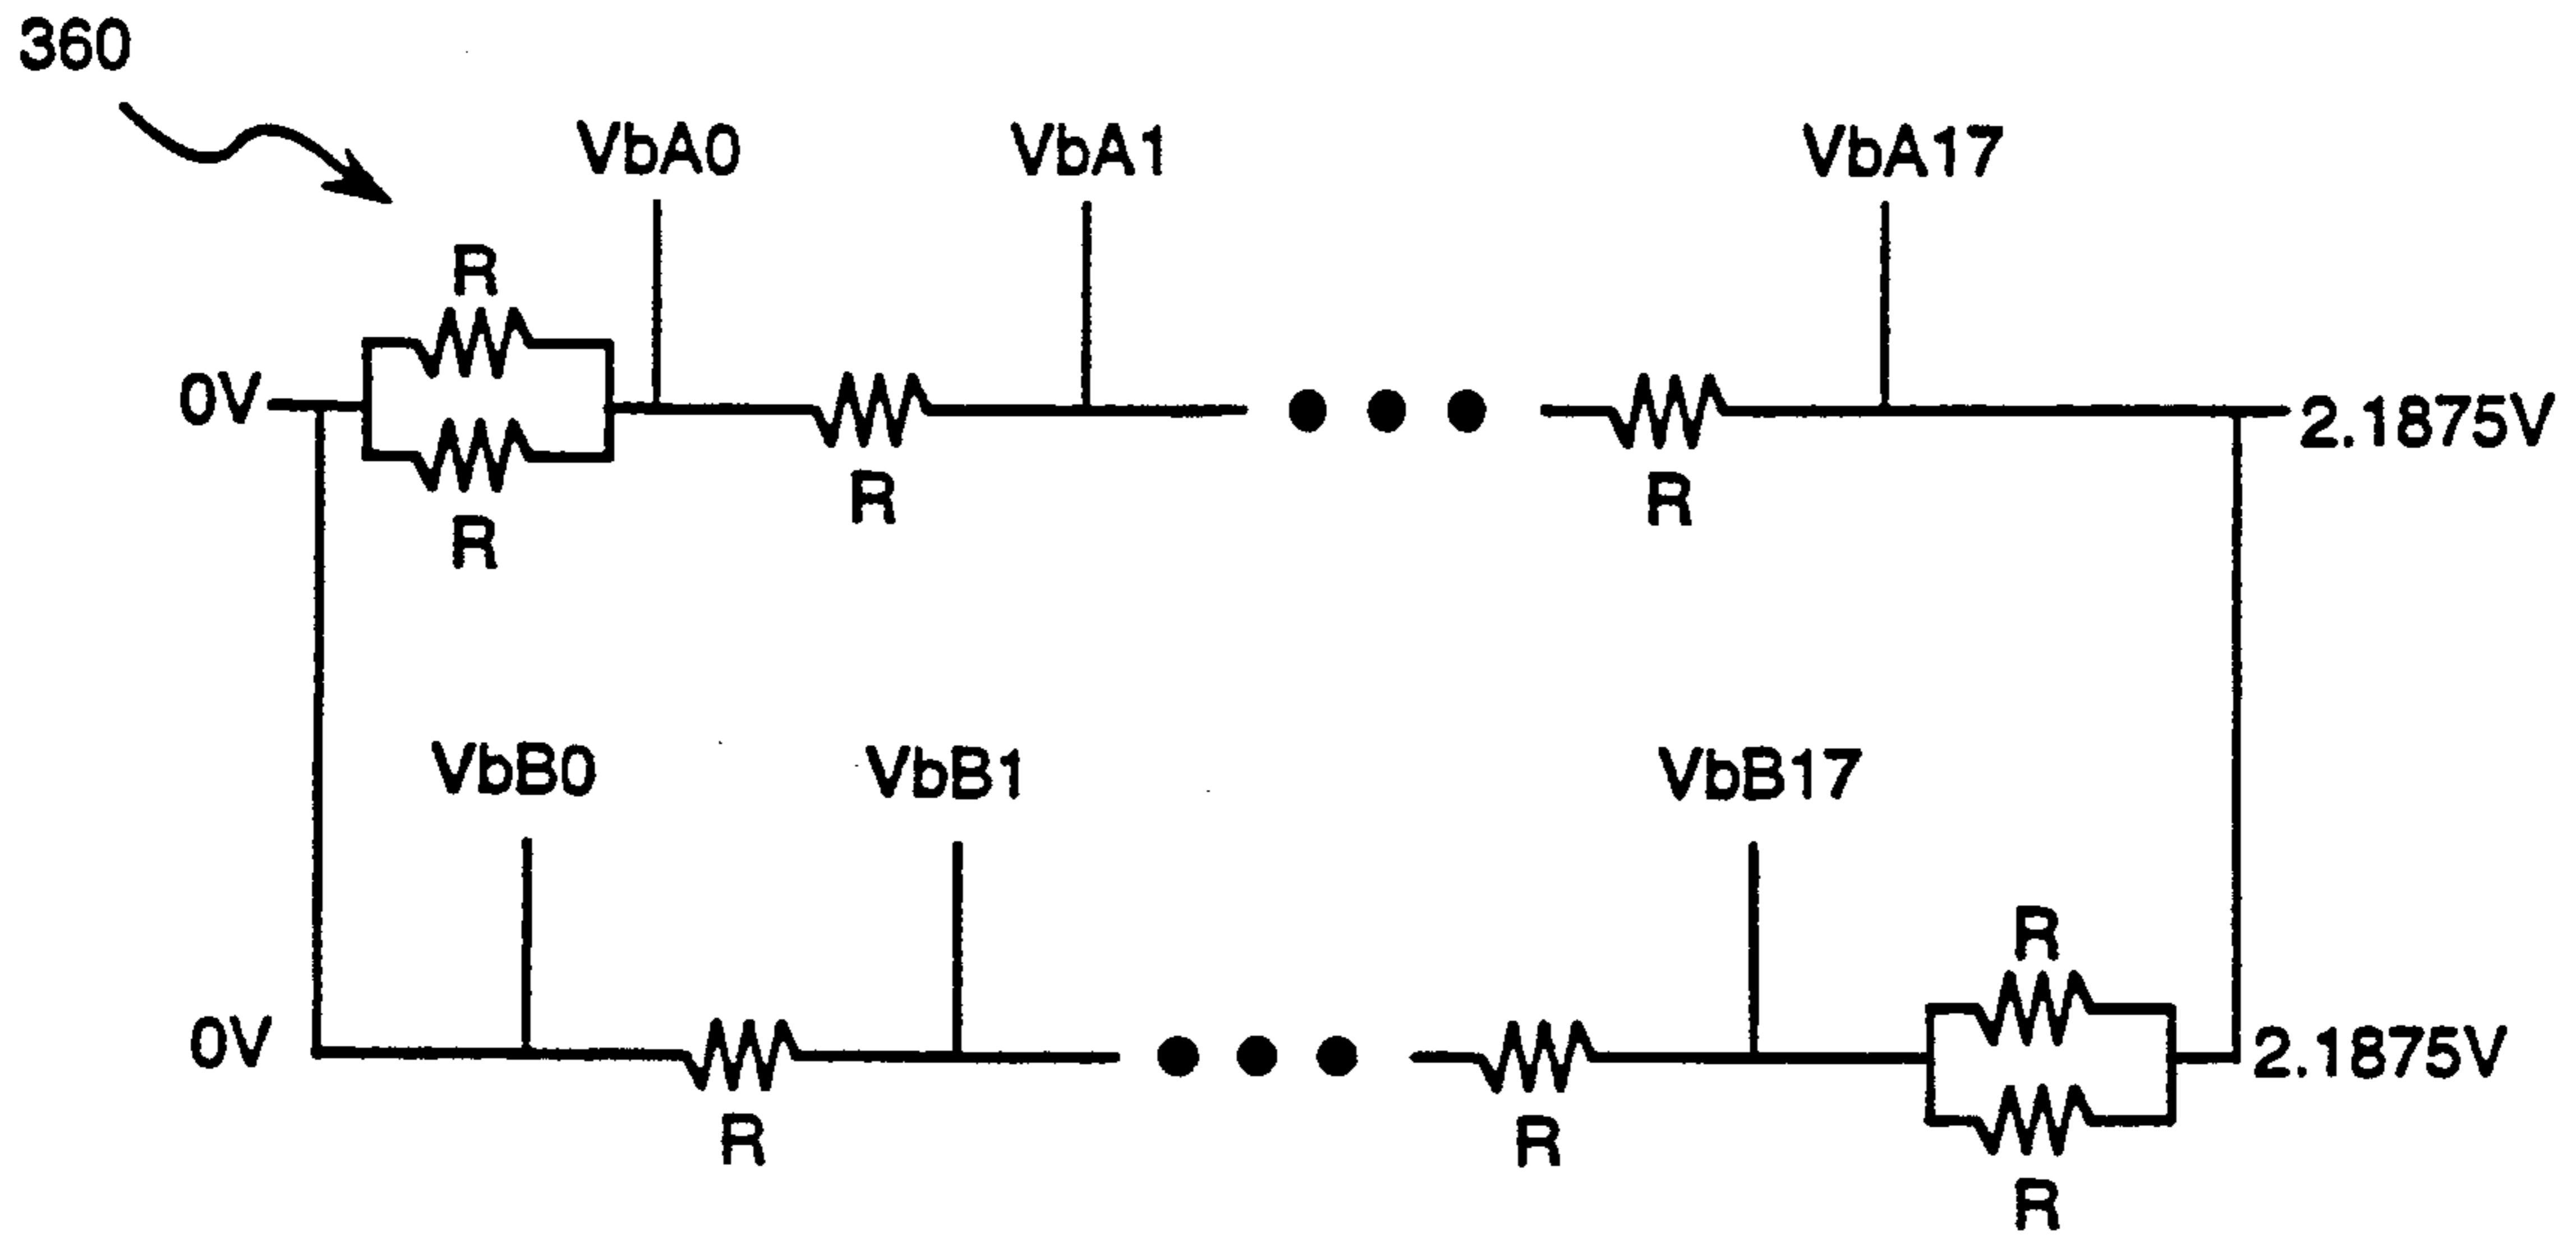 360
VbA0 VbA1 VbA17
R
0V 2.1875V
R R
R
VbB0 VbB1 VbB17
R
0V 2.1875V
R R
R